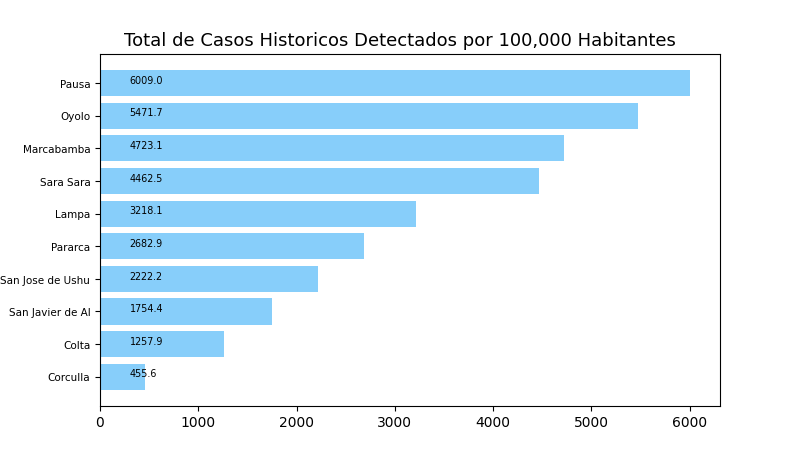 Total de Casos Historicos Detectados por 100,000 Habitantes
Pausa 6009.0
Oyolo 5471.7
Marcabamba 4723.1
Sara Sara 4462.5
Lampa 3218.1
Pararca 2682.9
San Jose de Ushu 2222.2
San Javier de Al 1754.4
Colta 1257.9
Corculla 455.6
0 1000 2000 3000 4000 5000 6000